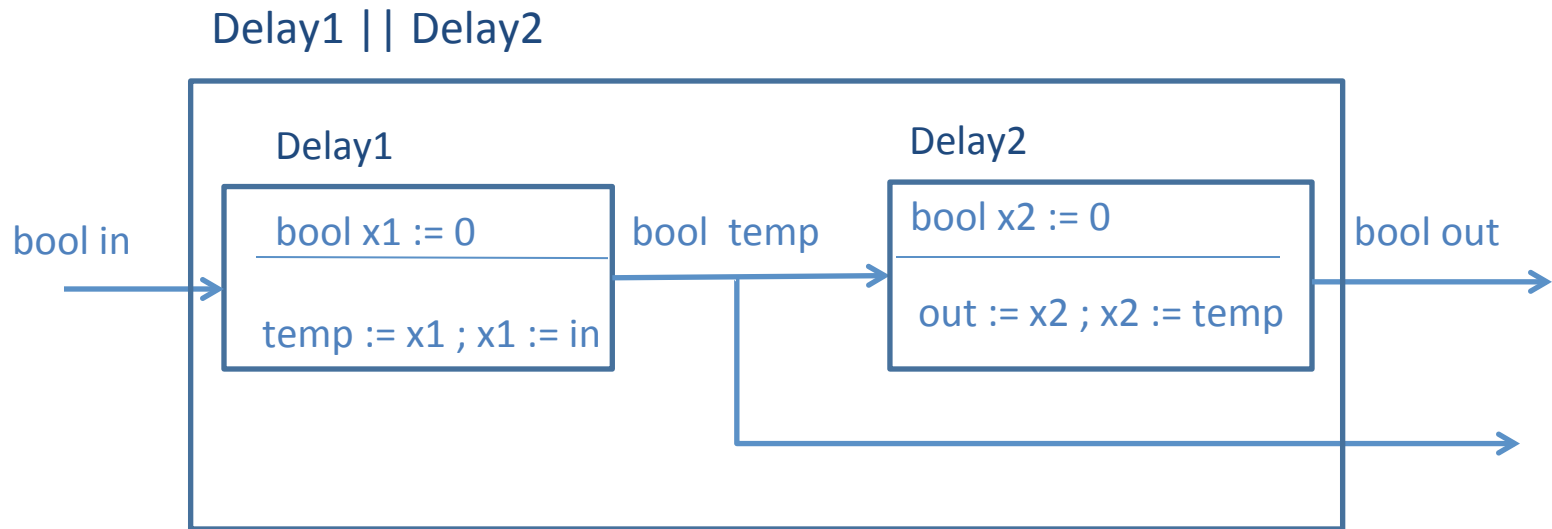 Delay1 || Delay2
Delay1
Delay2
bool in
bool x1 := 0
temp := x1 ; x1 := in
bool  temp
bool x2 := 0
out := x2 ; x2 := temp
bool out